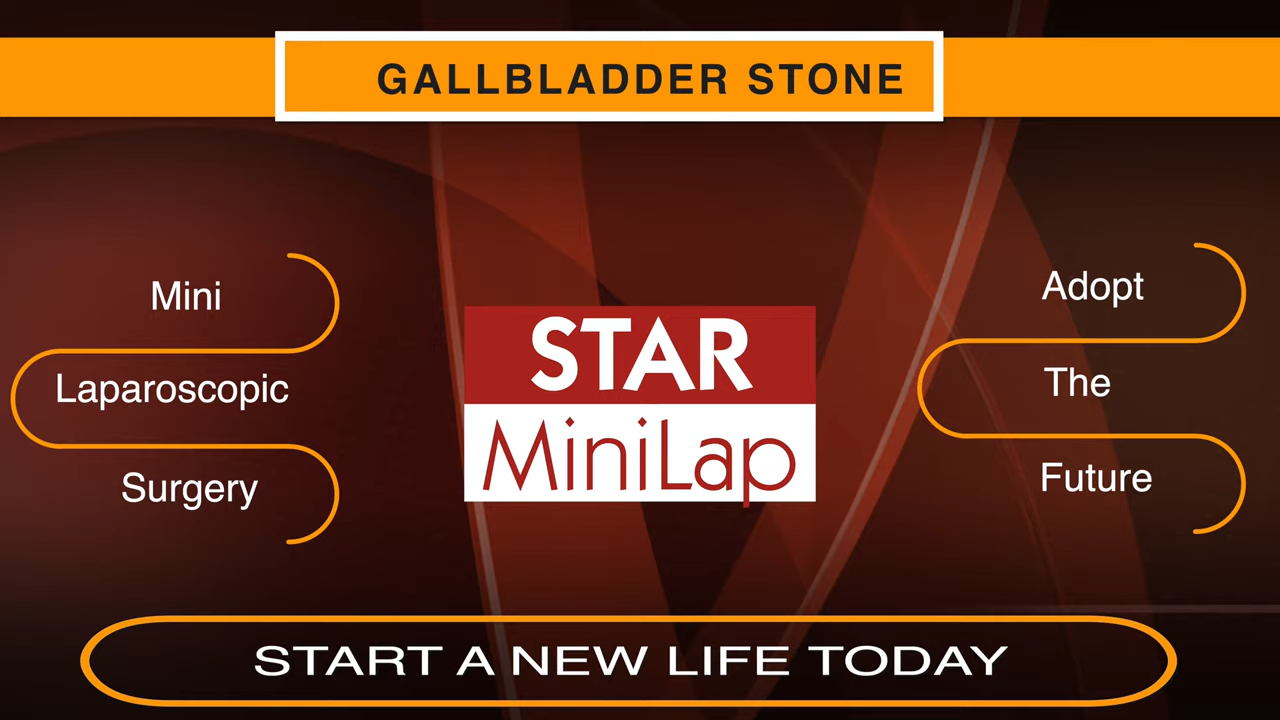 GALLBLADDER STONE
Mini
Laparoscopic
Surgery
STAR
MiniLap
Adopt
The
Future
START A NEW LIFE TODAY